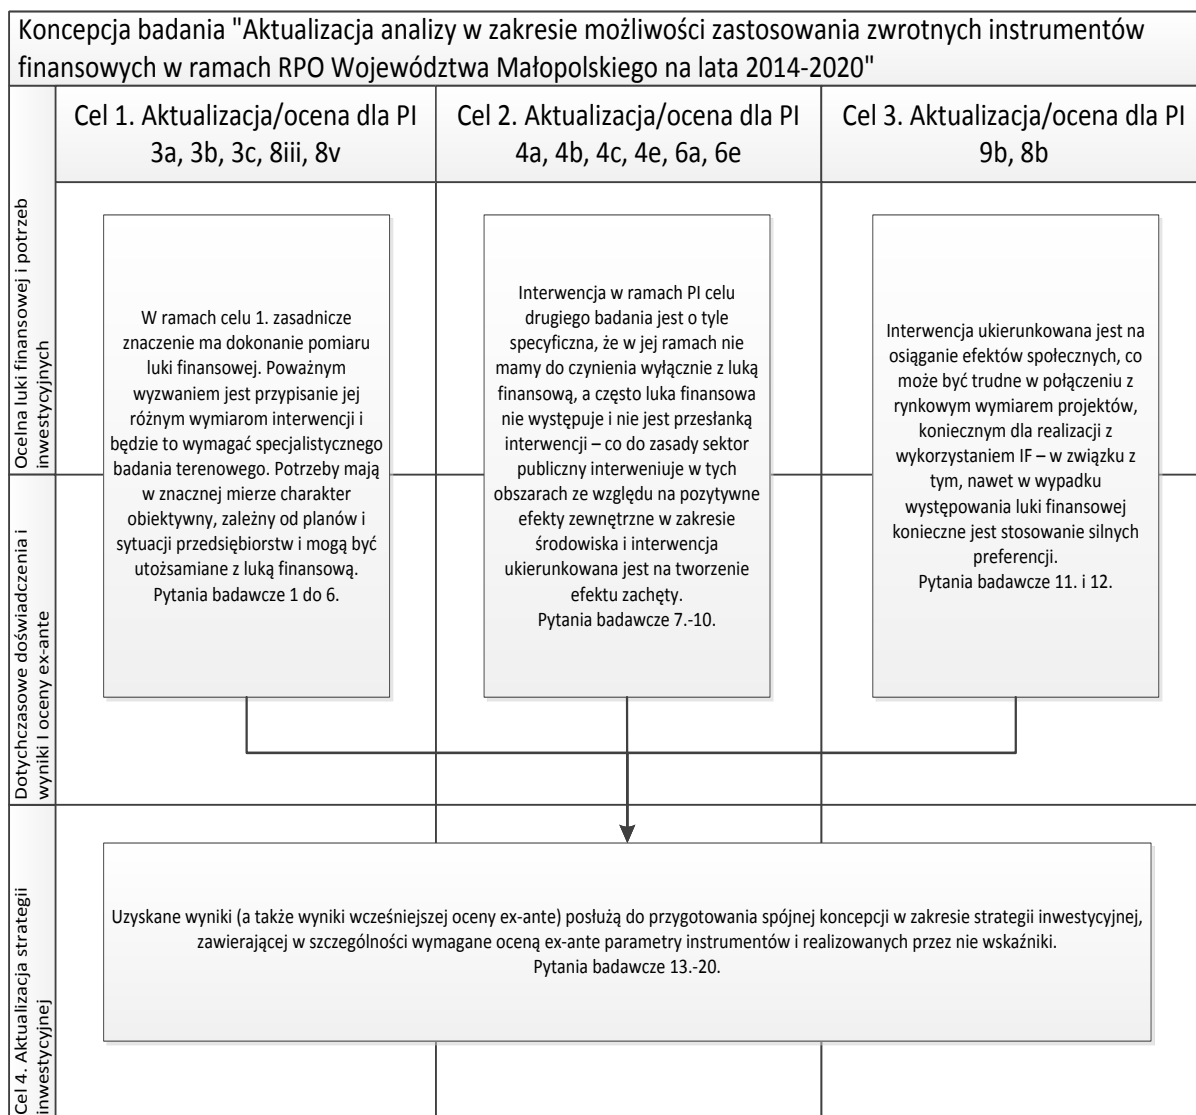 Koncepcja badania "Aktualizacja analizy w zakresie możliwości zastosowania zwrotnych instrumentów
finansowych w ramach RPO Województwa Małopolskiego na lata 2014-2020"
Cel 1. Aktualizacja/ocena dla PI
3a, 3b, 3c, 8iii, 8v
Cel 2. Aktualizacja/ocena dla PI
4a, 4b, 4c, 4e, 6a, 6e
Cel 3. Aktualizacja/ocena dla PI
9b, 8b
Ocelna luki finansowej i potrzeb
inwestycyjnych
W ramach celu 1. zasadnicze
znaczenie ma dokonanie pomiaru
luki finansowej. Poważnym
wyzwaniem jest przypisanie jej
różnym wymiarom interwencji i
będzie to wymagać specjalistycznego
badania terenowego. Potrzeby mają
w znacznej mierze charakter
obiektywny, zależny od planów i
sytuacji przedsiębiorstw i mogą być
utożsamiane z luką finansową.
Pytania badawcze 1 do 6.
Interwencja w ramach PI celu
drugiego badania jest o tyle
specyficzna, że w jej ramach nie
mamy do czynienia wyłącznie z luką
finansową, a często luka finansowa
nie występuje i nie jest przesłanką
interwencji – co do zasady sektor
publiczny interweniuje w tych
obszarach ze względu na pozytywne
efekty zewnętrzne w zakresie
środowiska i interwencja
ukierunkowana jest na tworzenie
efektu zachęty.
Pytania badawcze 7.-10.
Interwencja ukierunkowana jest na
osiąganie efektów społecznych, co
może być trudne w połączeniu z
rynkowym wymiarem projektów,
koniecznym dla realizacji z
wykorzystaniem IF – w związku z
tym, nawet w wypadku
występowania luki finansowej
konieczne jest stosowanie silnych
preferencji.
Pytania badawcze 11. i 12.
Dotychczasowe doświadczenia i
wyniki I oceny ex-ante
Cel 4. Aktualizacja strategii
inwestycyjnej
Uzyskane wyniki (a także wyniki wcześniejszej oceny ex-ante) posłużą do przygotowania spójnej koncepcji w zakresie strategii inwestycyjnej,
zawierającej w szczególności wymagane oceną ex-ante parametry instrumentów i realizowanych przez nie wskaźniki.
Pytania badawcze 13.-20.